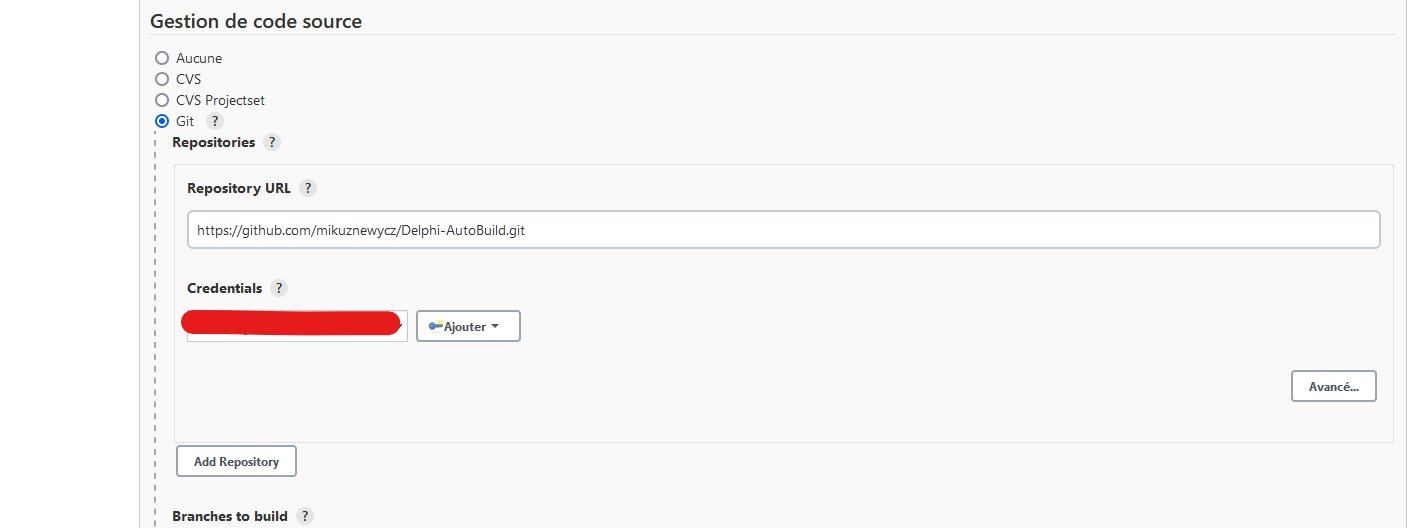 Gestion de code source
Aucune
CVS
CVS Projectset
Git ?
Repositories ?
Repository URL ?
https://github.com/mikuznewycz/Delphi-AutoBuild.git
Credentials ?
Ajouter
Avancé...
Add Repository
Branches to build ?